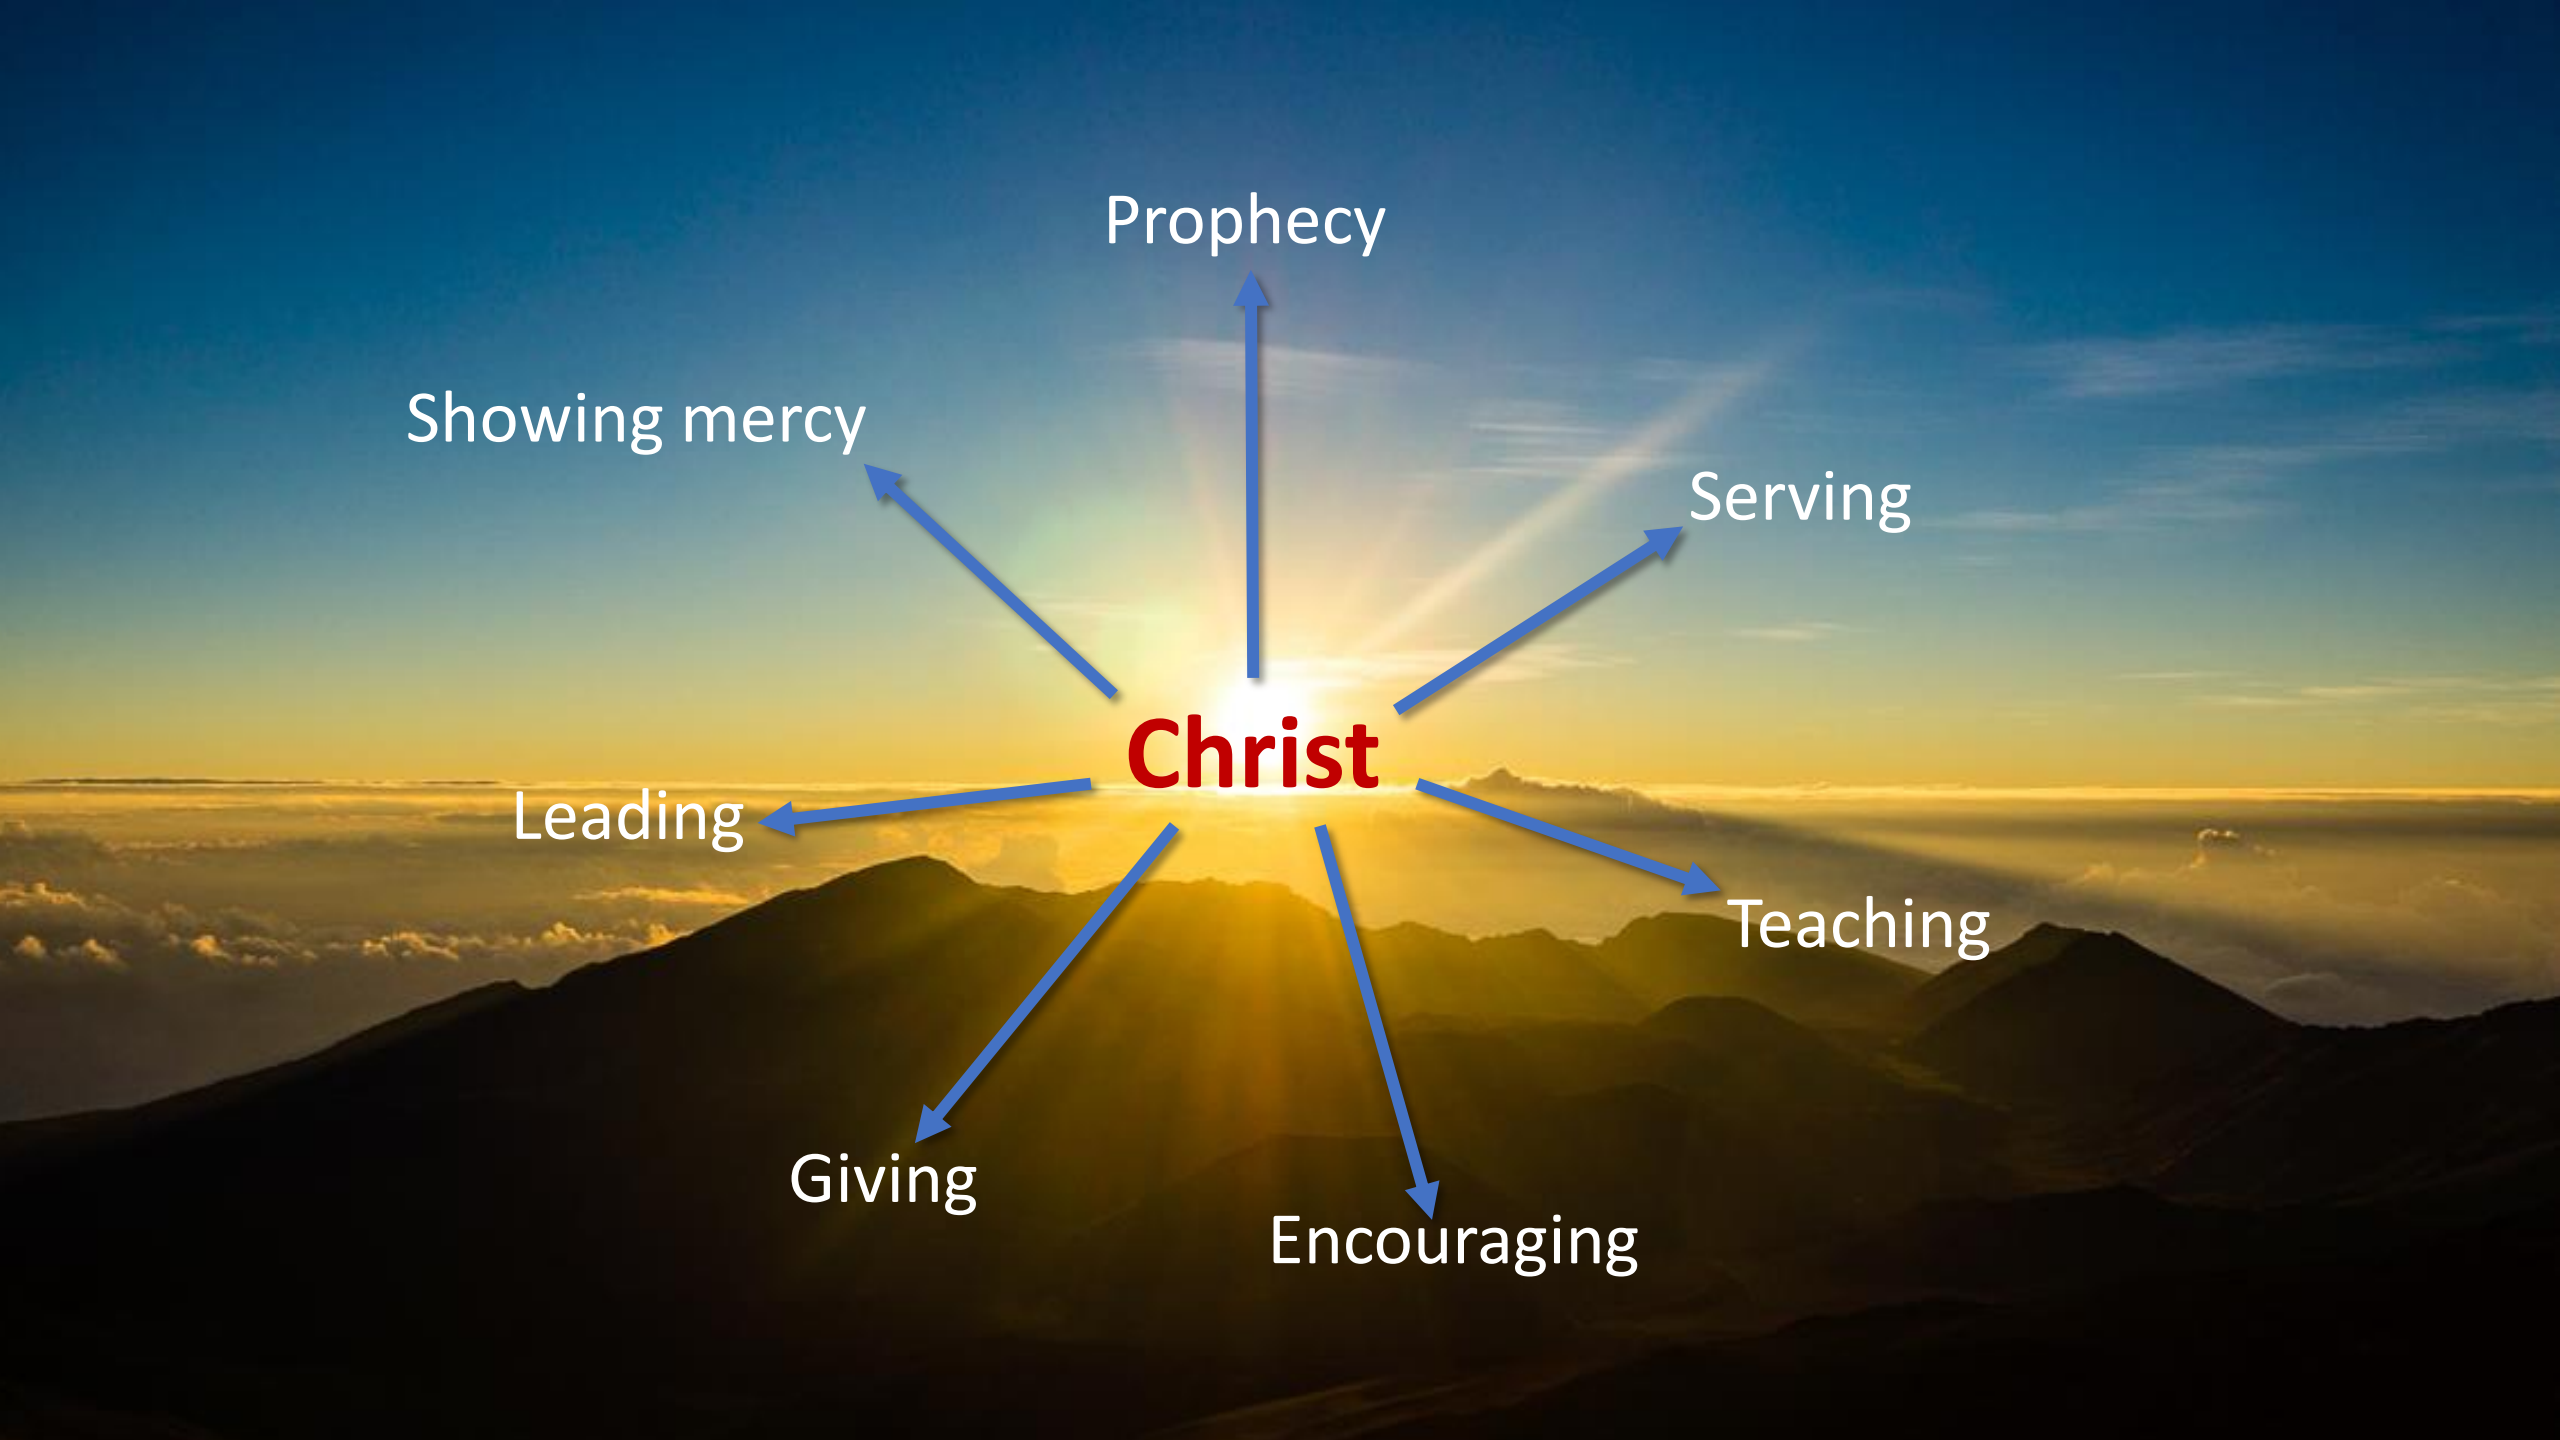 Prophecy
Showing mercy
Serving
Christ
Leading
Teaching
Giving
Encouraging